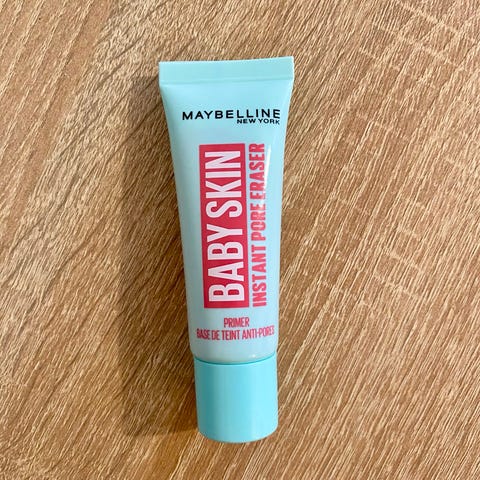 MAYBELLINE
NEW YORK
BABY SKIN
INSTANT PORE ERASER
PRIMER
BASE DE TEINT ANTI-PORES